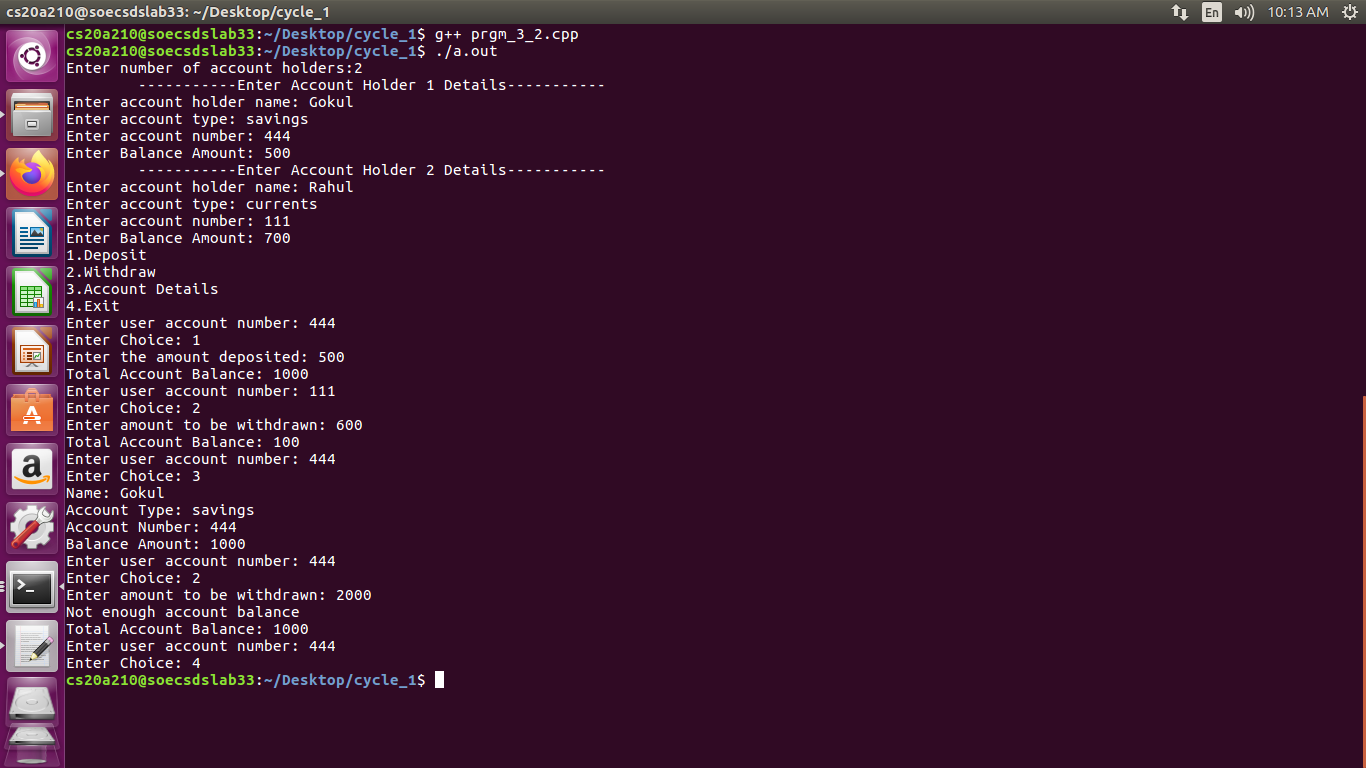 cs20a210@soecsdslab33: ~/Desktop/cycle_1
En
10:13 AM
cs20a210@soecsdslab33:~/Desktop/cycle_1$ g++ prgm_3_2.cpp
cs20a210@soecsdslab33:~/Desktop/cycle_1$ ./a.out
Enter number of account holders:2
        -----------Enter Account Holder 1 Details-----------
Enter account holder name: Gokul
Enter account type: savings
Enter account number: 444
Enter Balance Amount: 500
        -----------Enter Account Holder 2 Details-----------
Enter account holder name: Rahul
Enter account type: currents
Enter account number: 111
Enter Balance Amount: 700
1.Deposit
2.Withdraw
3.Account Details
4.Exit
Enter user account number: 444
Enter Choice: 1
Enter the amount deposited: 500
Total Account Balance: 1000
Enter user account number: 111
Enter Choice: 2
Enter amount to be withdrawn: 600
Total Account Balance: 100
Enter user account number: 444
Enter Choice: 3
Name: Gokul
Account Type: savings
Account Number: 444
Balance Amount: 1000
Enter user account number: 444
Enter Choice: 2
Enter amount to be withdrawn: 2000
Not enough account balance
Total Account Balance: 1000
Enter user account number: 444
Enter Choice: 4
cs20a210@soecsdslab33:~/Desktop/cycle_1$